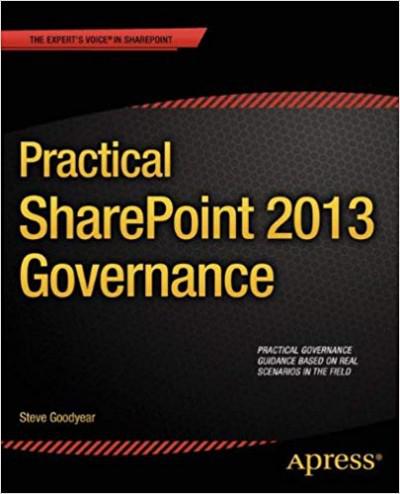 THE EXPERT'S VOICE® IN SHAREPOINT
Practical
SharePoint 2013
Governance
PRACTICAL GOVERNANCE
GUIDANCE BASED ON REAL
SCENARIOS IN THE FIELD
Steve Goodyear
Apress®